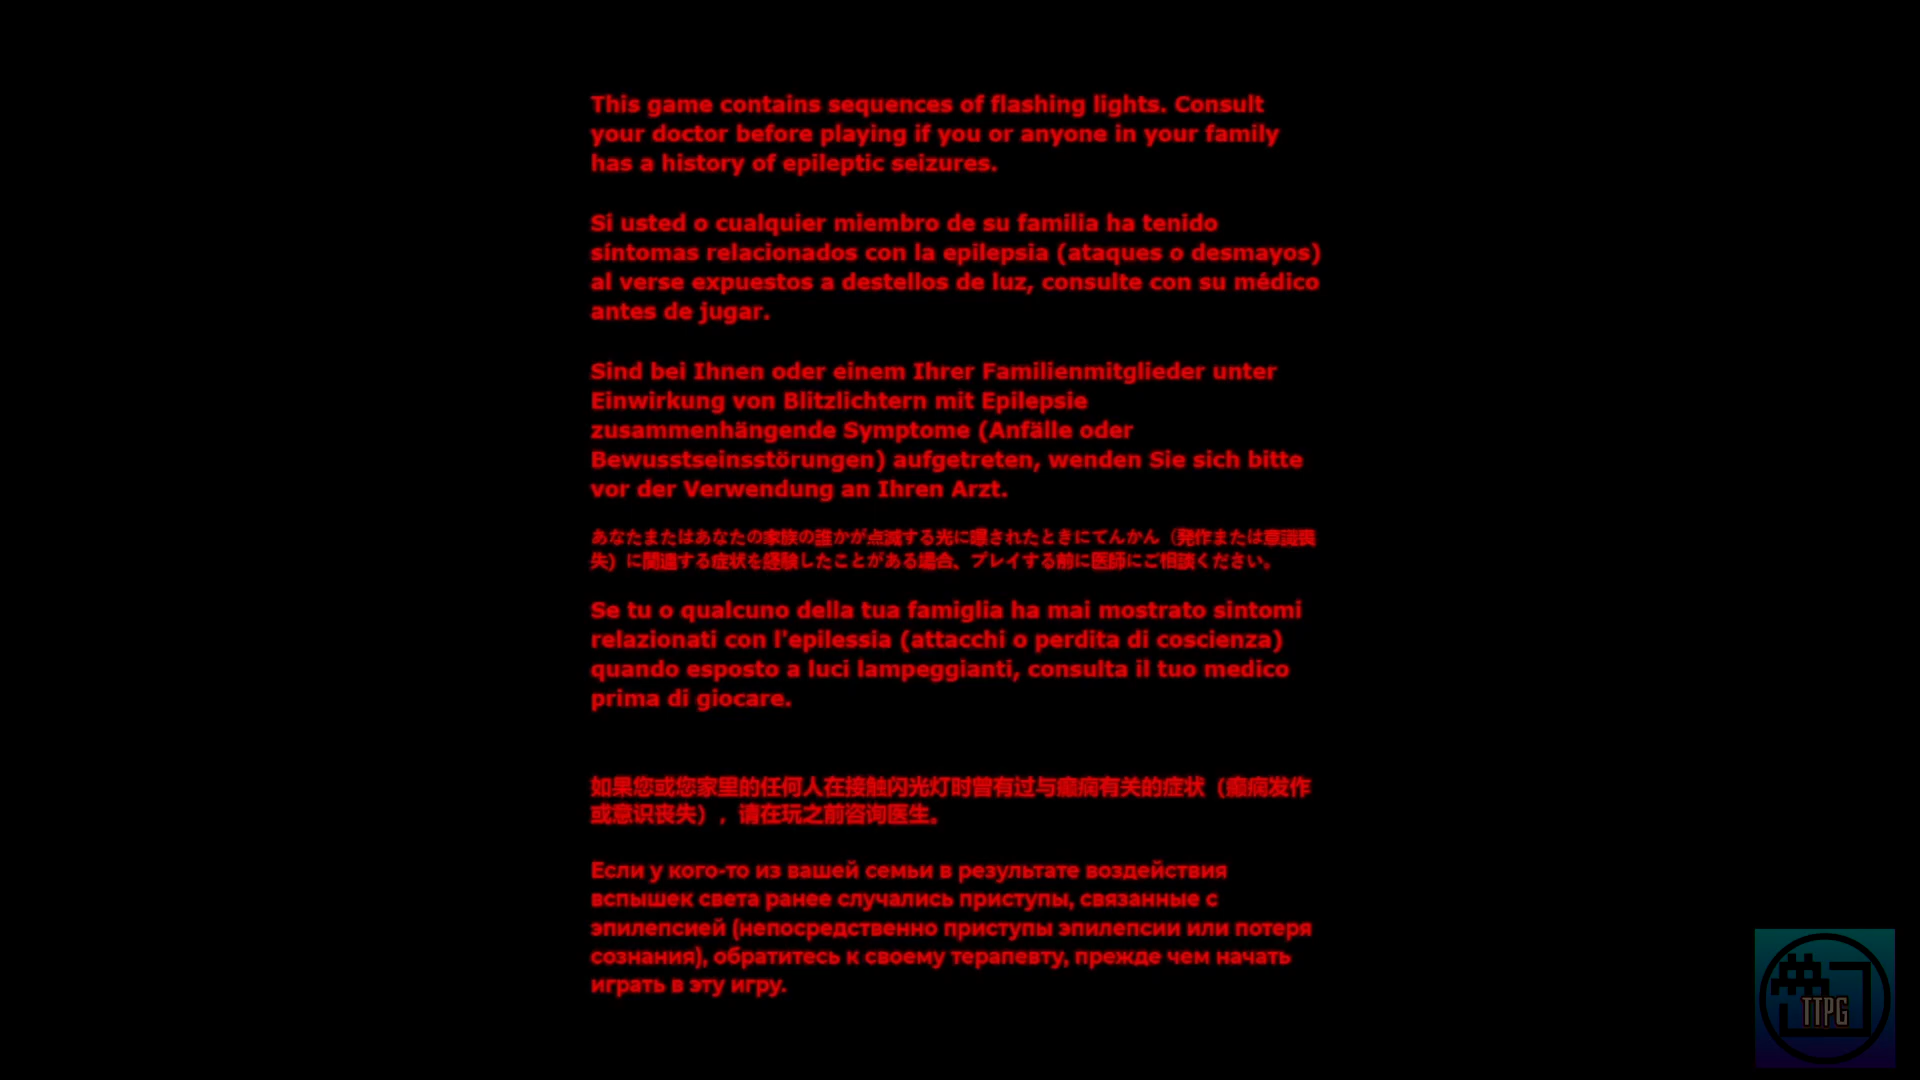 This game contains sequences of flashing lights. Consult
your doctor before playing if you or anyone in your family
has a history of epileptic seizures.
Si usted o cualquier miembro de su familia ha tenido
síntomas relacionados con la epilepsia (ataques o desmayos)
al verse expuestos a destellos de luz, consulte con su médico
antes de jugar.
Sind bei Ihnen oder einem Ihrer Familienmitglieder unter
Einwirkung von Blitzlichtern mit Epilepsie
zusammenhängende Symptome (Anfälle oder
Bewusstseinsstörungen) aufgetreten, wenden Sie sich bitte
vor der Verwendung an Ihren Arzt.
あなたまたはあなたの家族の誰かが点滅する光に曝されたときにてんかん（発作または意識喪
失）に関連する症状を経験したことがある場合、プレイする前に医師にご相談ください。
Se tu o qualcuno della tua famiglia ha mai mostrato sintomi
relazionati con l'epilessia (attacchi o perdita di coscienza)
quando esposto a luci lampeggianti, consulta il tuo medico
prima di giocare.
如果您或您家里的任何人在接触闪光灯时曾有过与癫痫有关的症状（癫痫发作
或意识丧失），请在玩之前咨询医生。
Если у кого-то из вашей семьи в результате воздействия
вспышек света ранее случались приступы, связанные с
эпилепсией (непосредственно приступы эпилепсии или потеря
сознания), обратитесь к своему терапевту, прежде чем начать
играть в эту игру.
TTPG